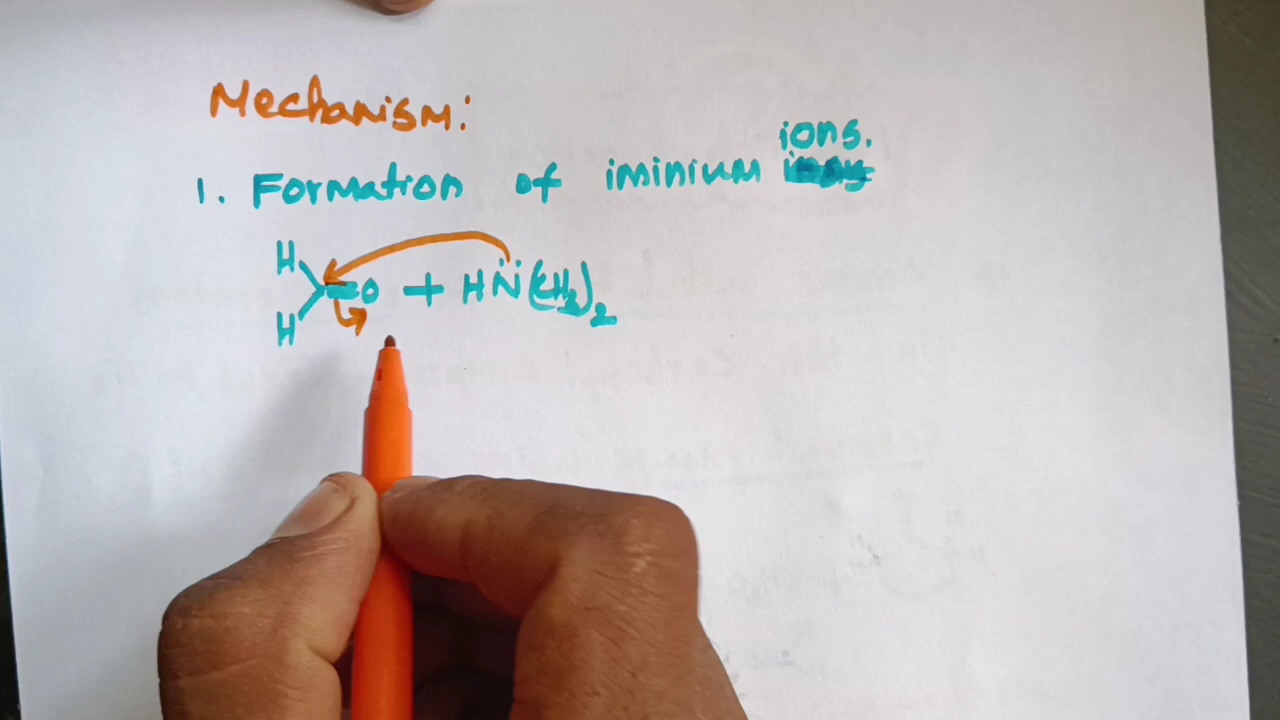 Mechanism:
1. Formation of iminium ions.
H
=O + HN̈(CH3)2
H